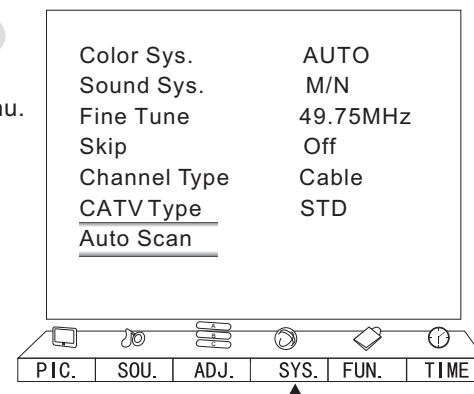 nu.
Color Sys. AUTO
Sound Sys. M/N
Fine Tune 49.75MHz
Skip Off
Channel Type Cable
CATV Type STD
Auto Scan
A
B
C
PIC. SOU. ADJ. SYS. FUN. TIME